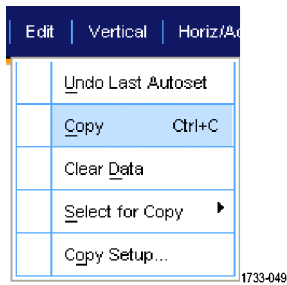 Edit | Vertical | Horiz/Ac
Undo Last Autoset
Copy Ctrl+C
Clear Data
Select for Copy
Copy Setup...
1733-049